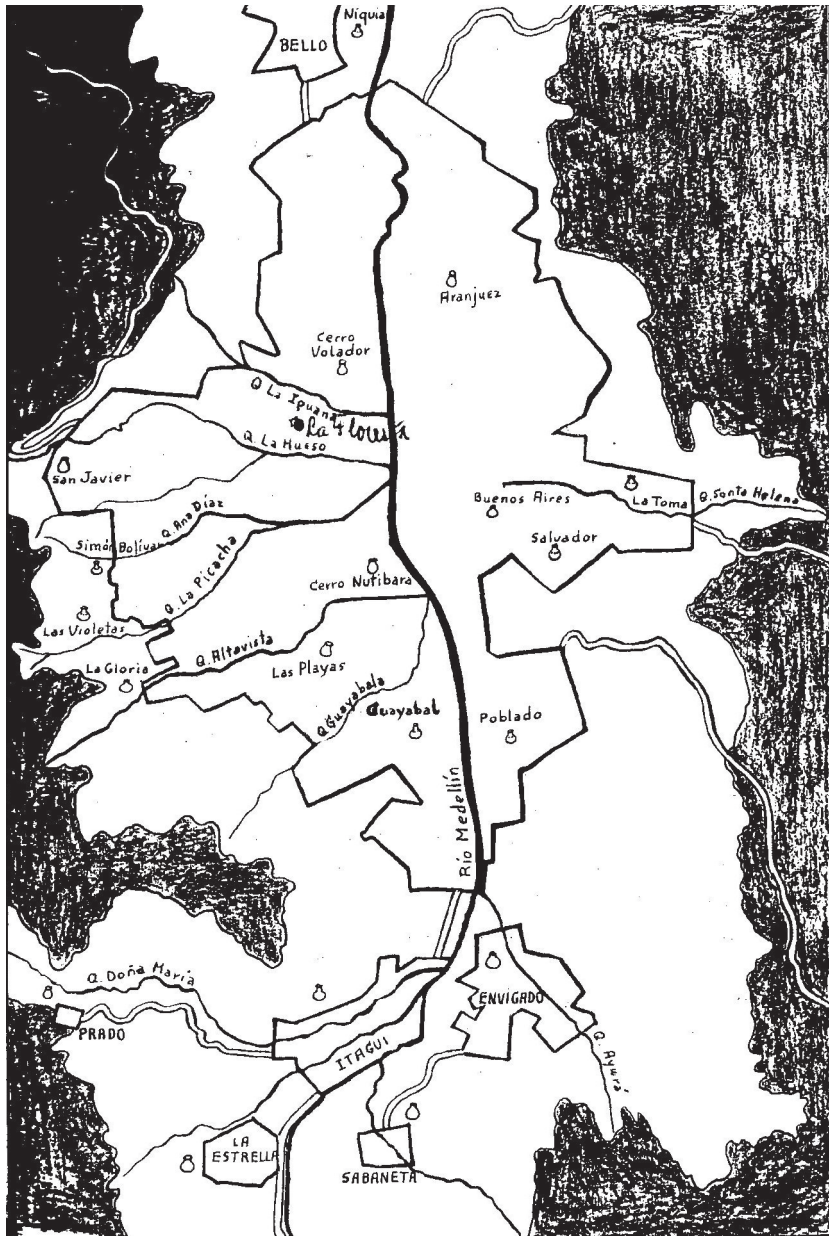 Niquia
BELLO
Aranjuez
Cerro
Volador
Q. La Iguana
La Floresta
Q. La Hueso
San Javier
Buenos Aires
La Toma
Q. Santa Helena
Q. Ana Díaz
Salvador
Simón Bolívar
Cerro Nutibara
Q. La Picacha
Las Violetas
Q. Altavista
La Gloria
Las Playas
Q. Guayabala
Guayabal
Poblado
Río Medellín
Q. Doña María
ENVIGADO
PRADO
ITAGUI
Q. Ayurá
LA
ESTRELLA
SABANETA